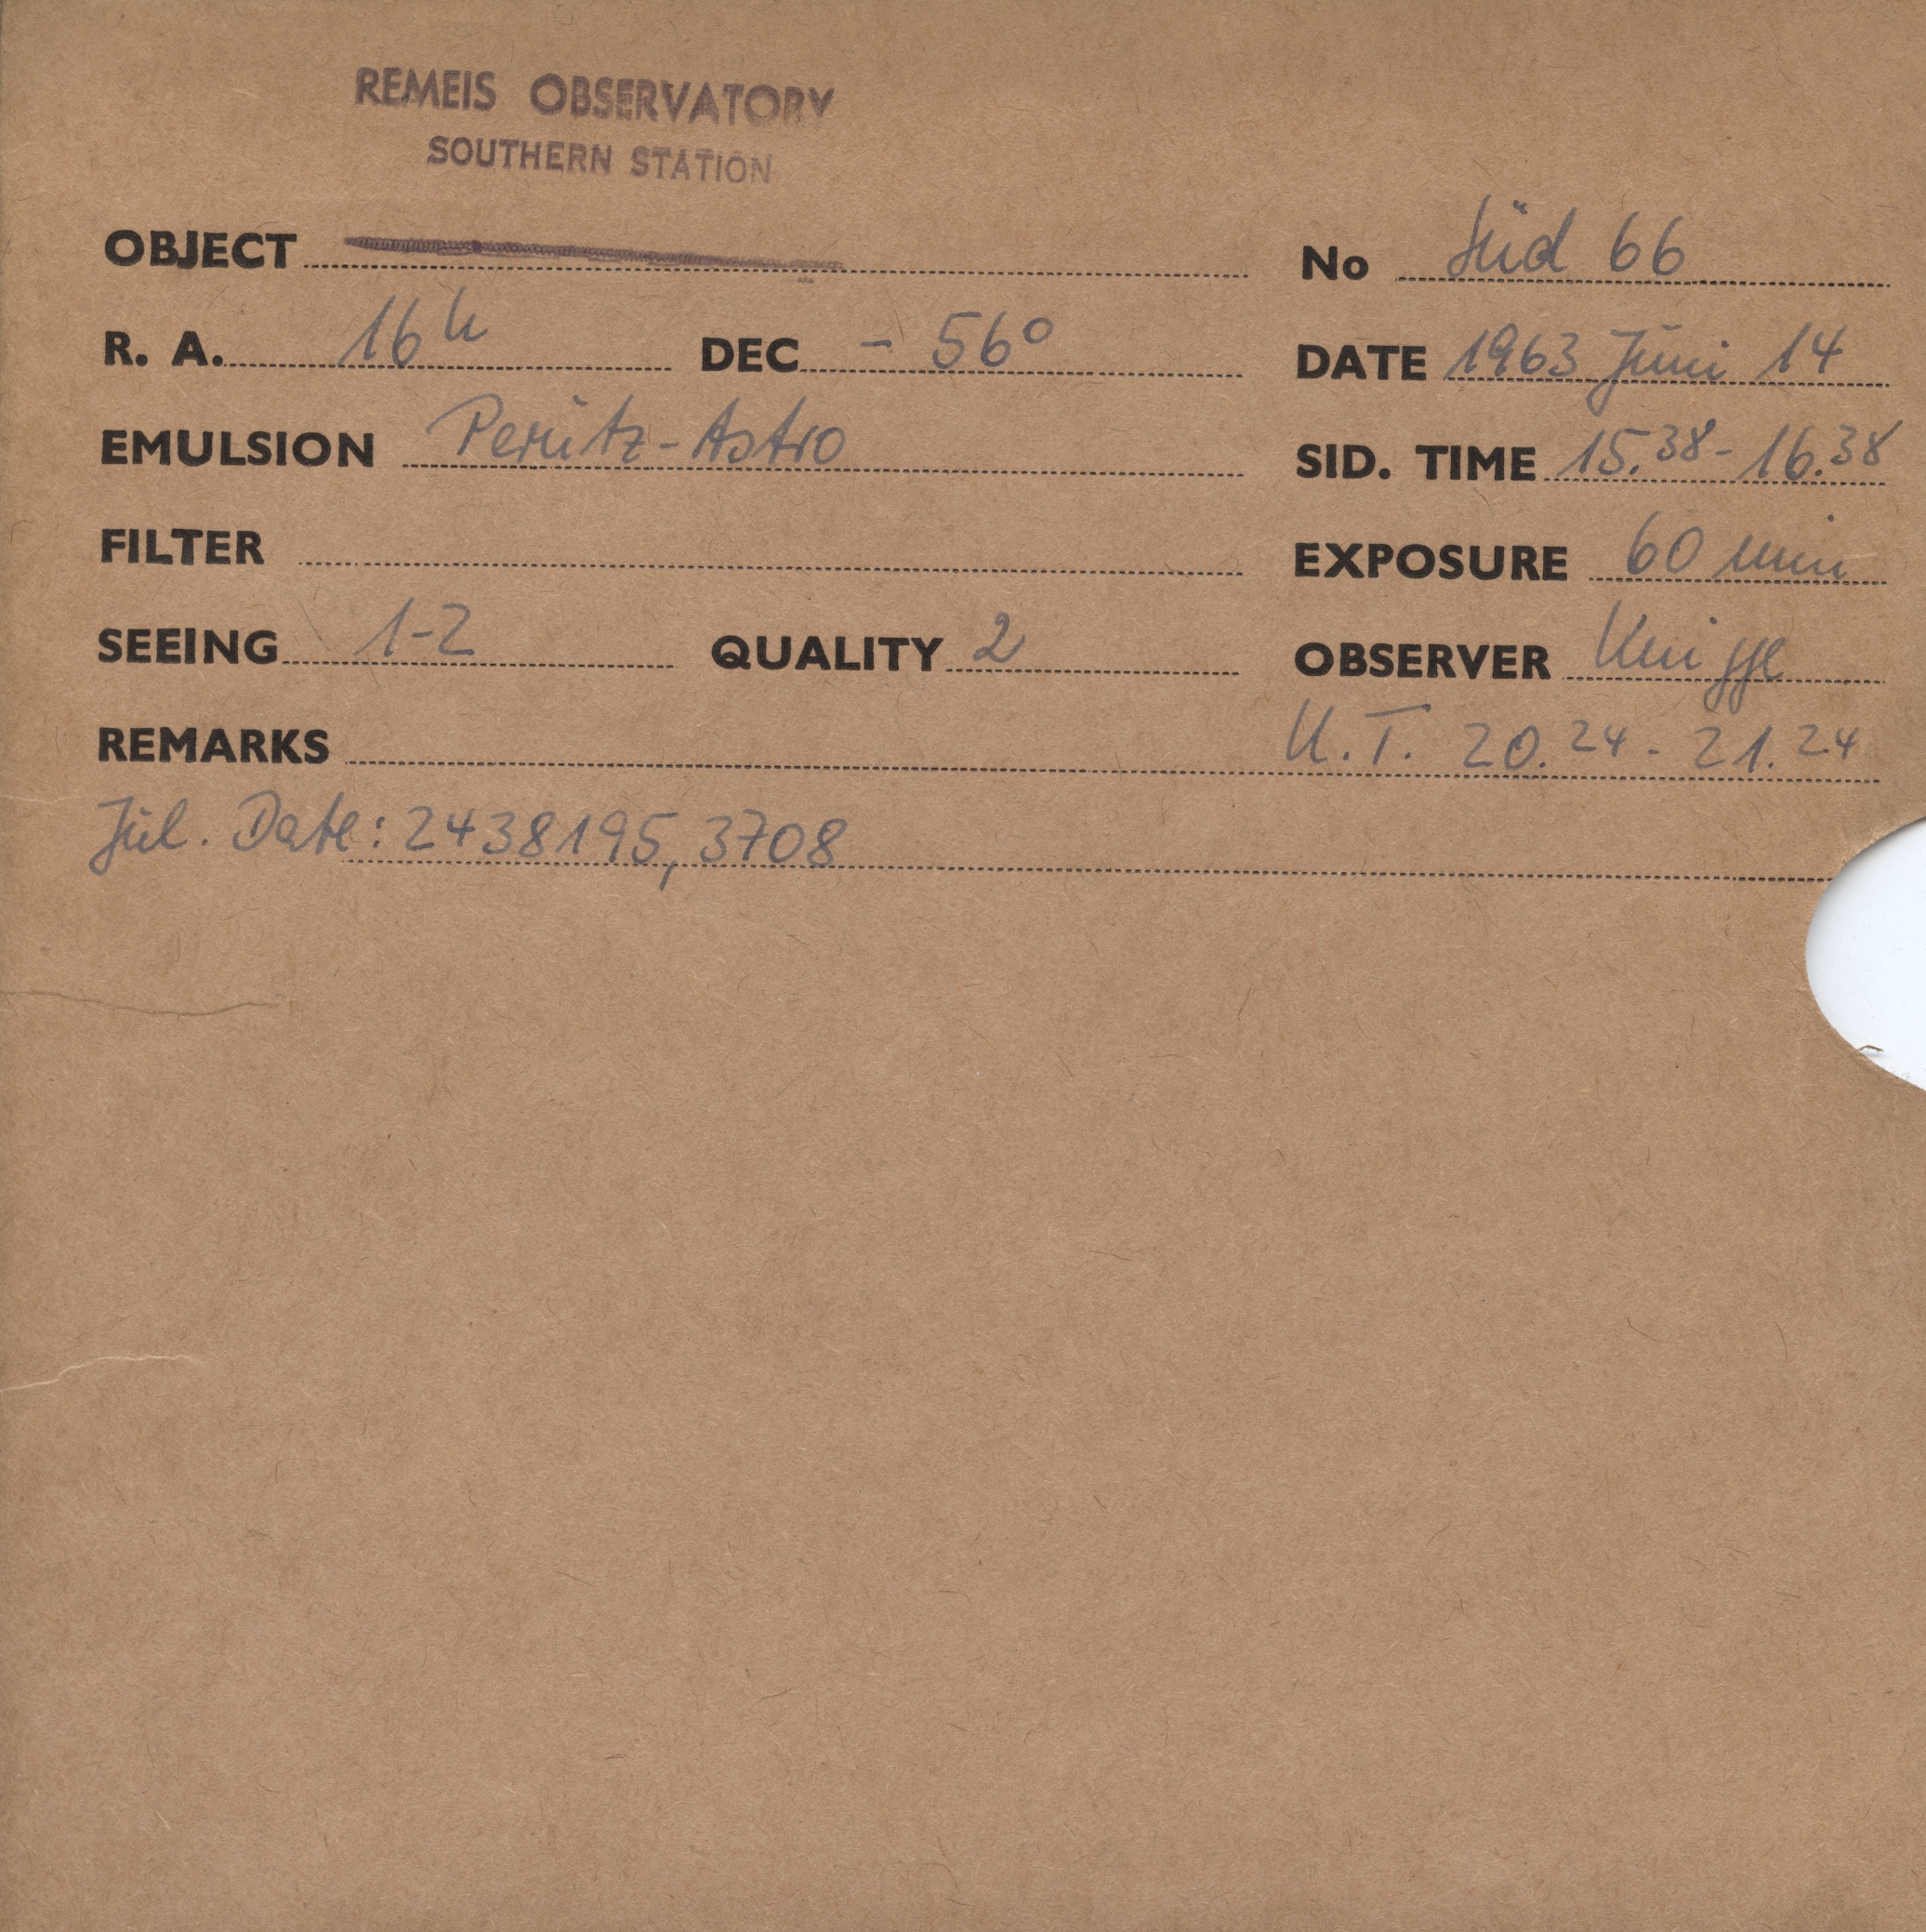 REMEIS OBSERVATORY
SOUTHERN STATION
OBJECT No Süd 66
R. A. 16h DEC - 56° DATE 1963 Juni 14
EMULSION Perutz-Astro SID. TIME 15.38 - 16.38
FILTER EXPOSURE 60 min
SEEING 1-2 QUALITY 2 OBSERVER Knigge
REMARKS U.T. 20.24 - 21.24
Jul. Date: 2438195,3708